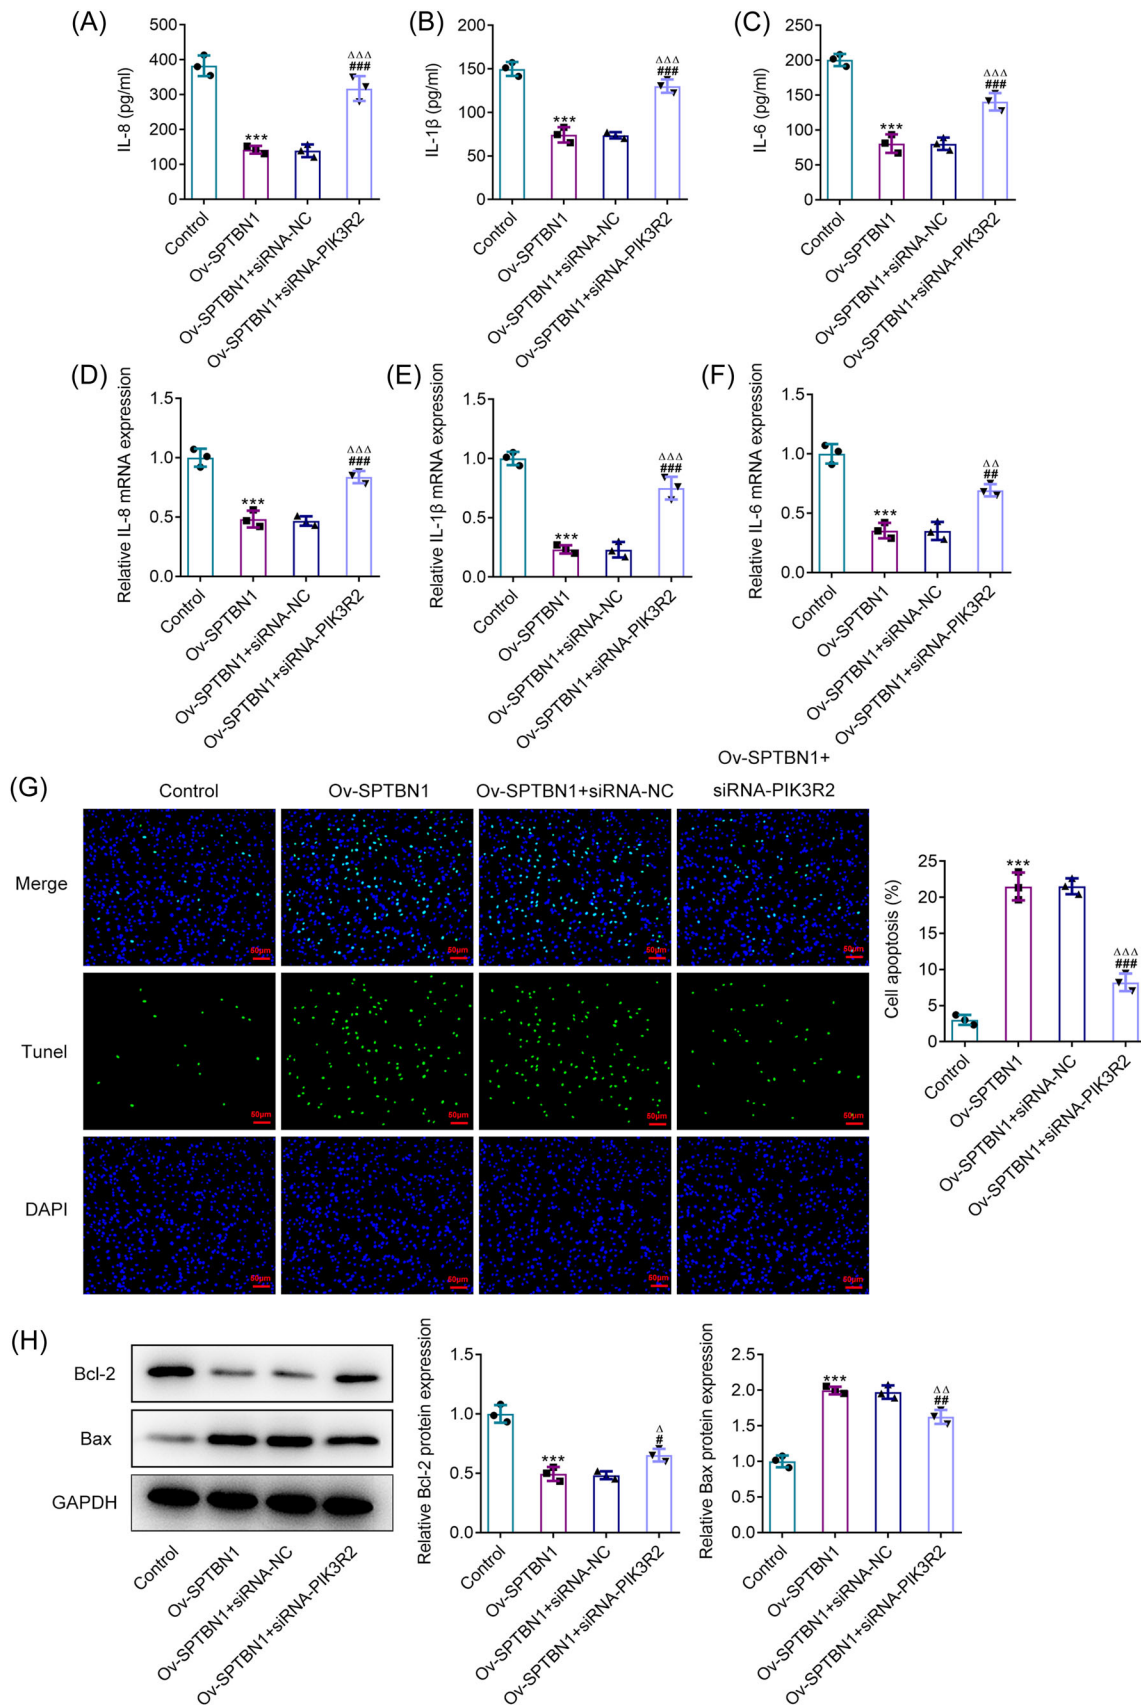 (A)
IL-8 (pg/ml)
500
400
300
200
100
0
***
ΔΔΔ
###
Control
Ov-SPTBN1
Ov-SPTBN1+siRNA-NC
Ov-SPTBN1+siRNA-PIK3R2
(B)
IL-1β (pg/ml)
200
150
100
50
0
***
ΔΔΔ
###
Control
Ov-SPTBN1
Ov-SPTBN1+siRNA-NC
Ov-SPTBN1+siRNA-PIK3R2
(C)
IL-6 (pg/ml)
250
200
150
100
50
0
***
ΔΔΔ
###
Control
Ov-SPTBN1
Ov-SPTBN1+siRNA-NC
Ov-SPTBN1+siRNA-PIK3R2
(D)
Relative IL-8 mRNA expression
1.5
1.0
0.5
0.0
***
ΔΔΔ
###
Control
Ov-SPTBN1
Ov-SPTBN1+siRNA-NC
Ov-SPTBN1+siRNA-PIK3R2
(E)
Relative IL-1β mRNA expression
1.5
1.0
0.5
0.0
***
ΔΔΔ
###
Control
Ov-SPTBN1
Ov-SPTBN1+siRNA-NC
Ov-SPTBN1+siRNA-PIK3R2
(F)
Relative IL-6 mRNA expression
1.5
1.0
0.5
0.0
***
ΔΔ
##
Control
Ov-SPTBN1
Ov-SPTBN1+siRNA-NC
Ov-SPTBN1+siRNA-PIK3R2
(G)
Control
Ov-SPTBN1
Ov-SPTBN1+siRNA-NC
Ov-SPTBN1+
siRNA-PIK3R2
Merge
50μm
50μm
50μm
50μm
Tunel
50μm
50μm
50μm
50μm
DAPI
50μm
50μm
50μm
50μm
Cell apoptosis (%)
25
20
15
10
5
0
***
ΔΔΔ
###
Control
Ov-SPTBN1
Ov-SPTBN1+siRNA-NC
Ov-SPTBN1+siRNA-PIK3R2
(H)
Bcl-2
Bax
GAPDH
Control
Ov-SPTBN1
Ov-SPTBN1+siRNA-NC
Ov-SPTBN1+siRNA-PIK3R2
Relative Bcl-2 protein expression
1.5
1.0
0.5
0.0
***
Δ
#
Control
Ov-SPTBN1
Ov-SPTBN1+siRNA-NC
Ov-SPTBN1+siRNA-PIK3R2
Relative Bax protein expression
2.5
2.0
1.5
1.0
0.5
0.0
***
ΔΔ
##
Control
Ov-SPTBN1
Ov-SPTBN1+siRNA-NC
Ov-SPTBN1+siRNA-PIK3R2